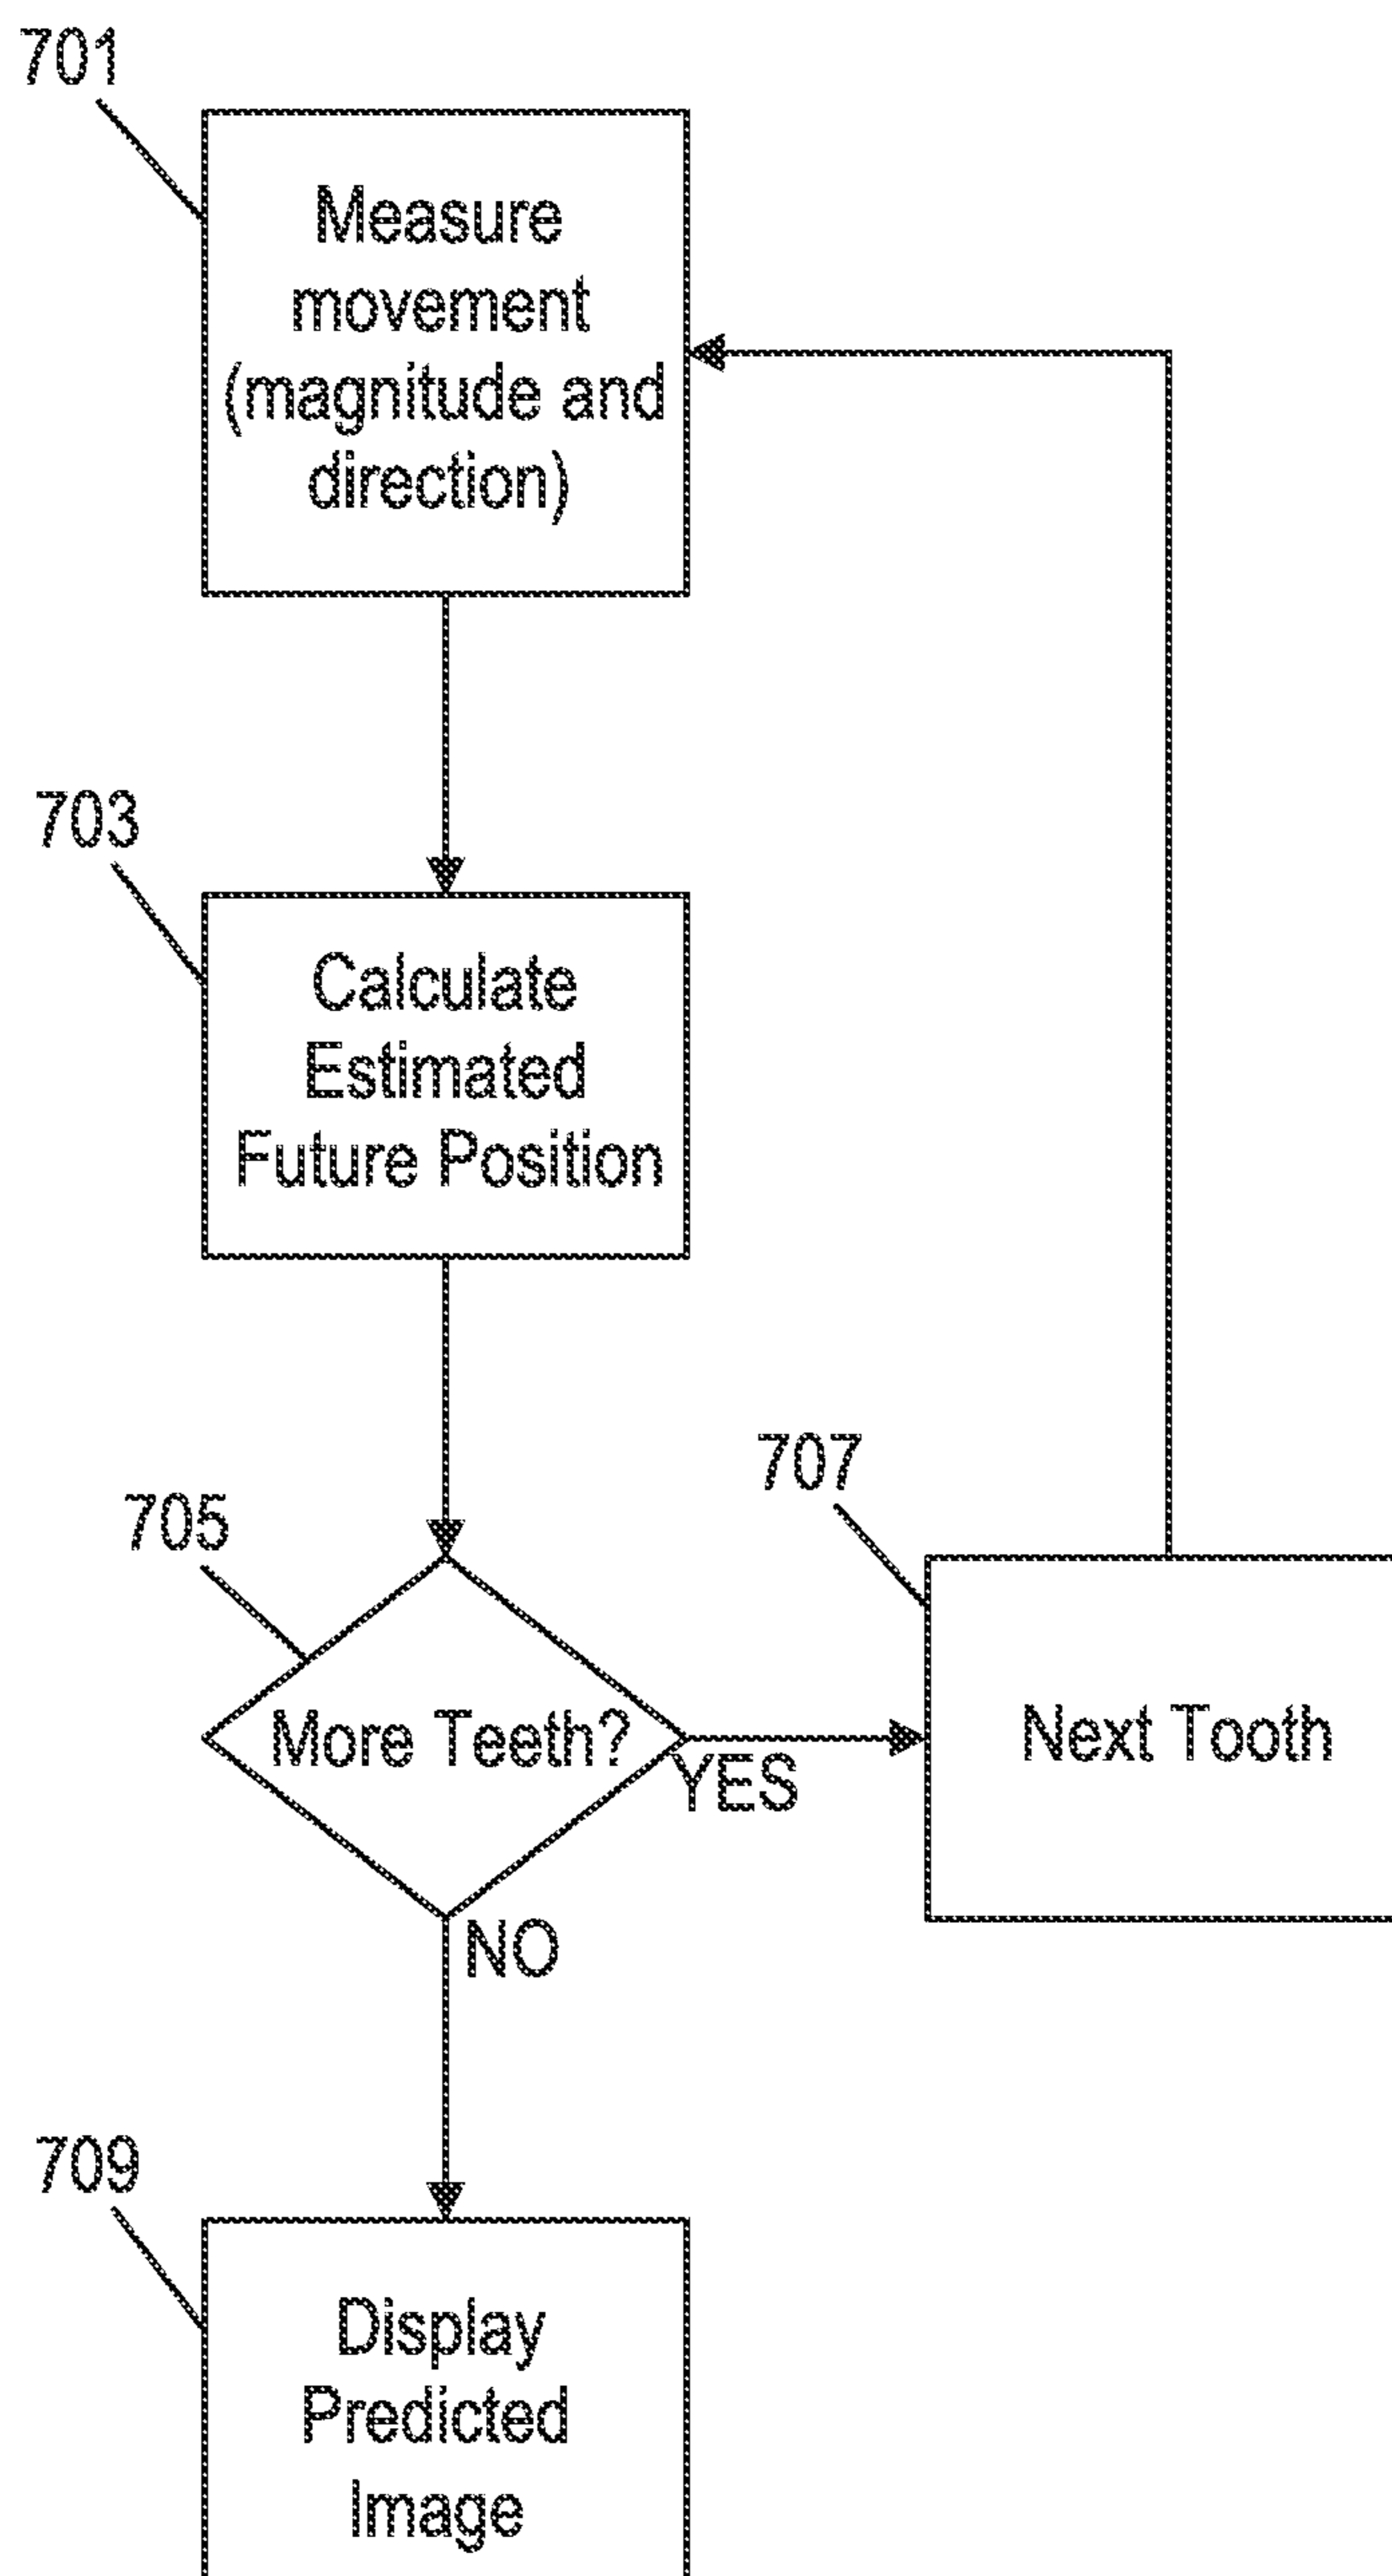 701
Measure
movement
(magnitude and
direction)
703
Calculate
Estimated
Future Position
705
707
More Teeth?
YES
Next Tooth
NO
709
Display
Predicted
Image